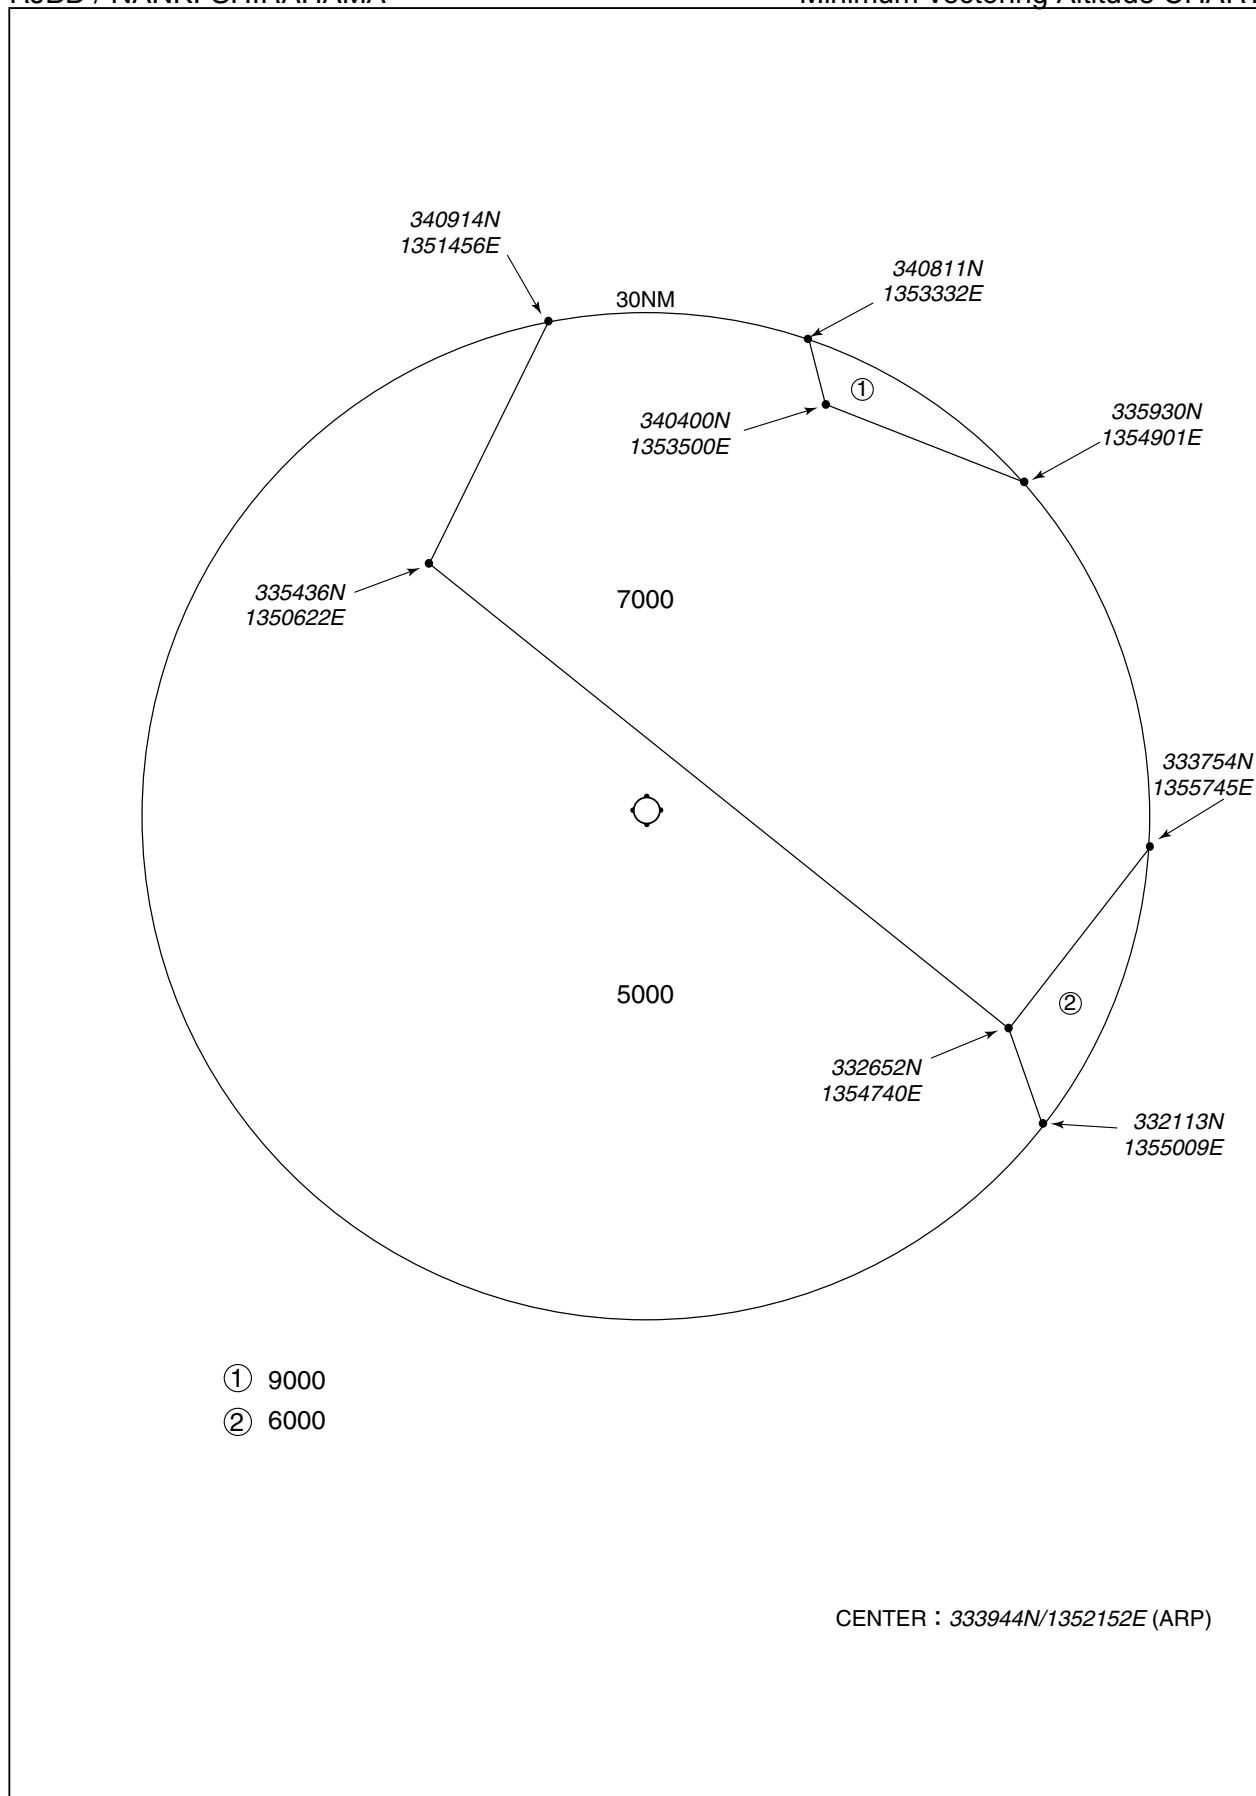 RJBD / NANKI-SHIRAHAMA
Minimum Vectoring Altitude CHART
340914N
1351456E
30NM
340811N
1353332E
①
340400N
1353500E
335930N
1354901E
335436N
1350622E
7000
333754N
1355745E
5000
②
332652N
1354740E
332113N
1355009E
① 9000
② 6000
CENTER : 333944N/1352152E (ARP)